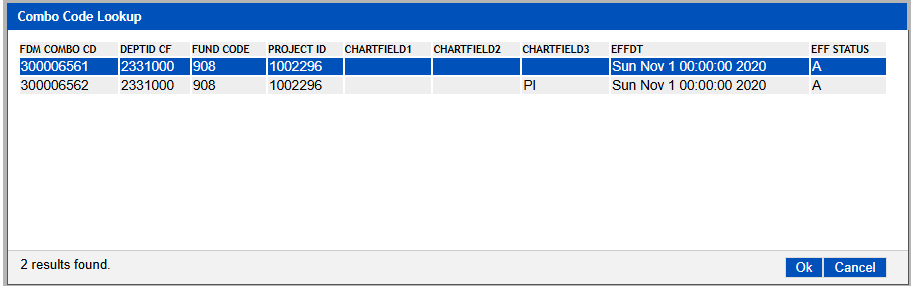 Combo Code Lookup
FDM COMBO CD DEPTID CF FUND CODE PROJECT ID CHARTFIELD1 CHARTFIELD2 CHARTFIELD3 EFFDT EFF STATUS
300006561 2331000 908 1002296 Sun Nov 1 00:00:00 2020 A
300006562 2331000 908 1002296 PI Sun Nov 1 00:00:00 2020 A
2 results found.
Ok Cancel